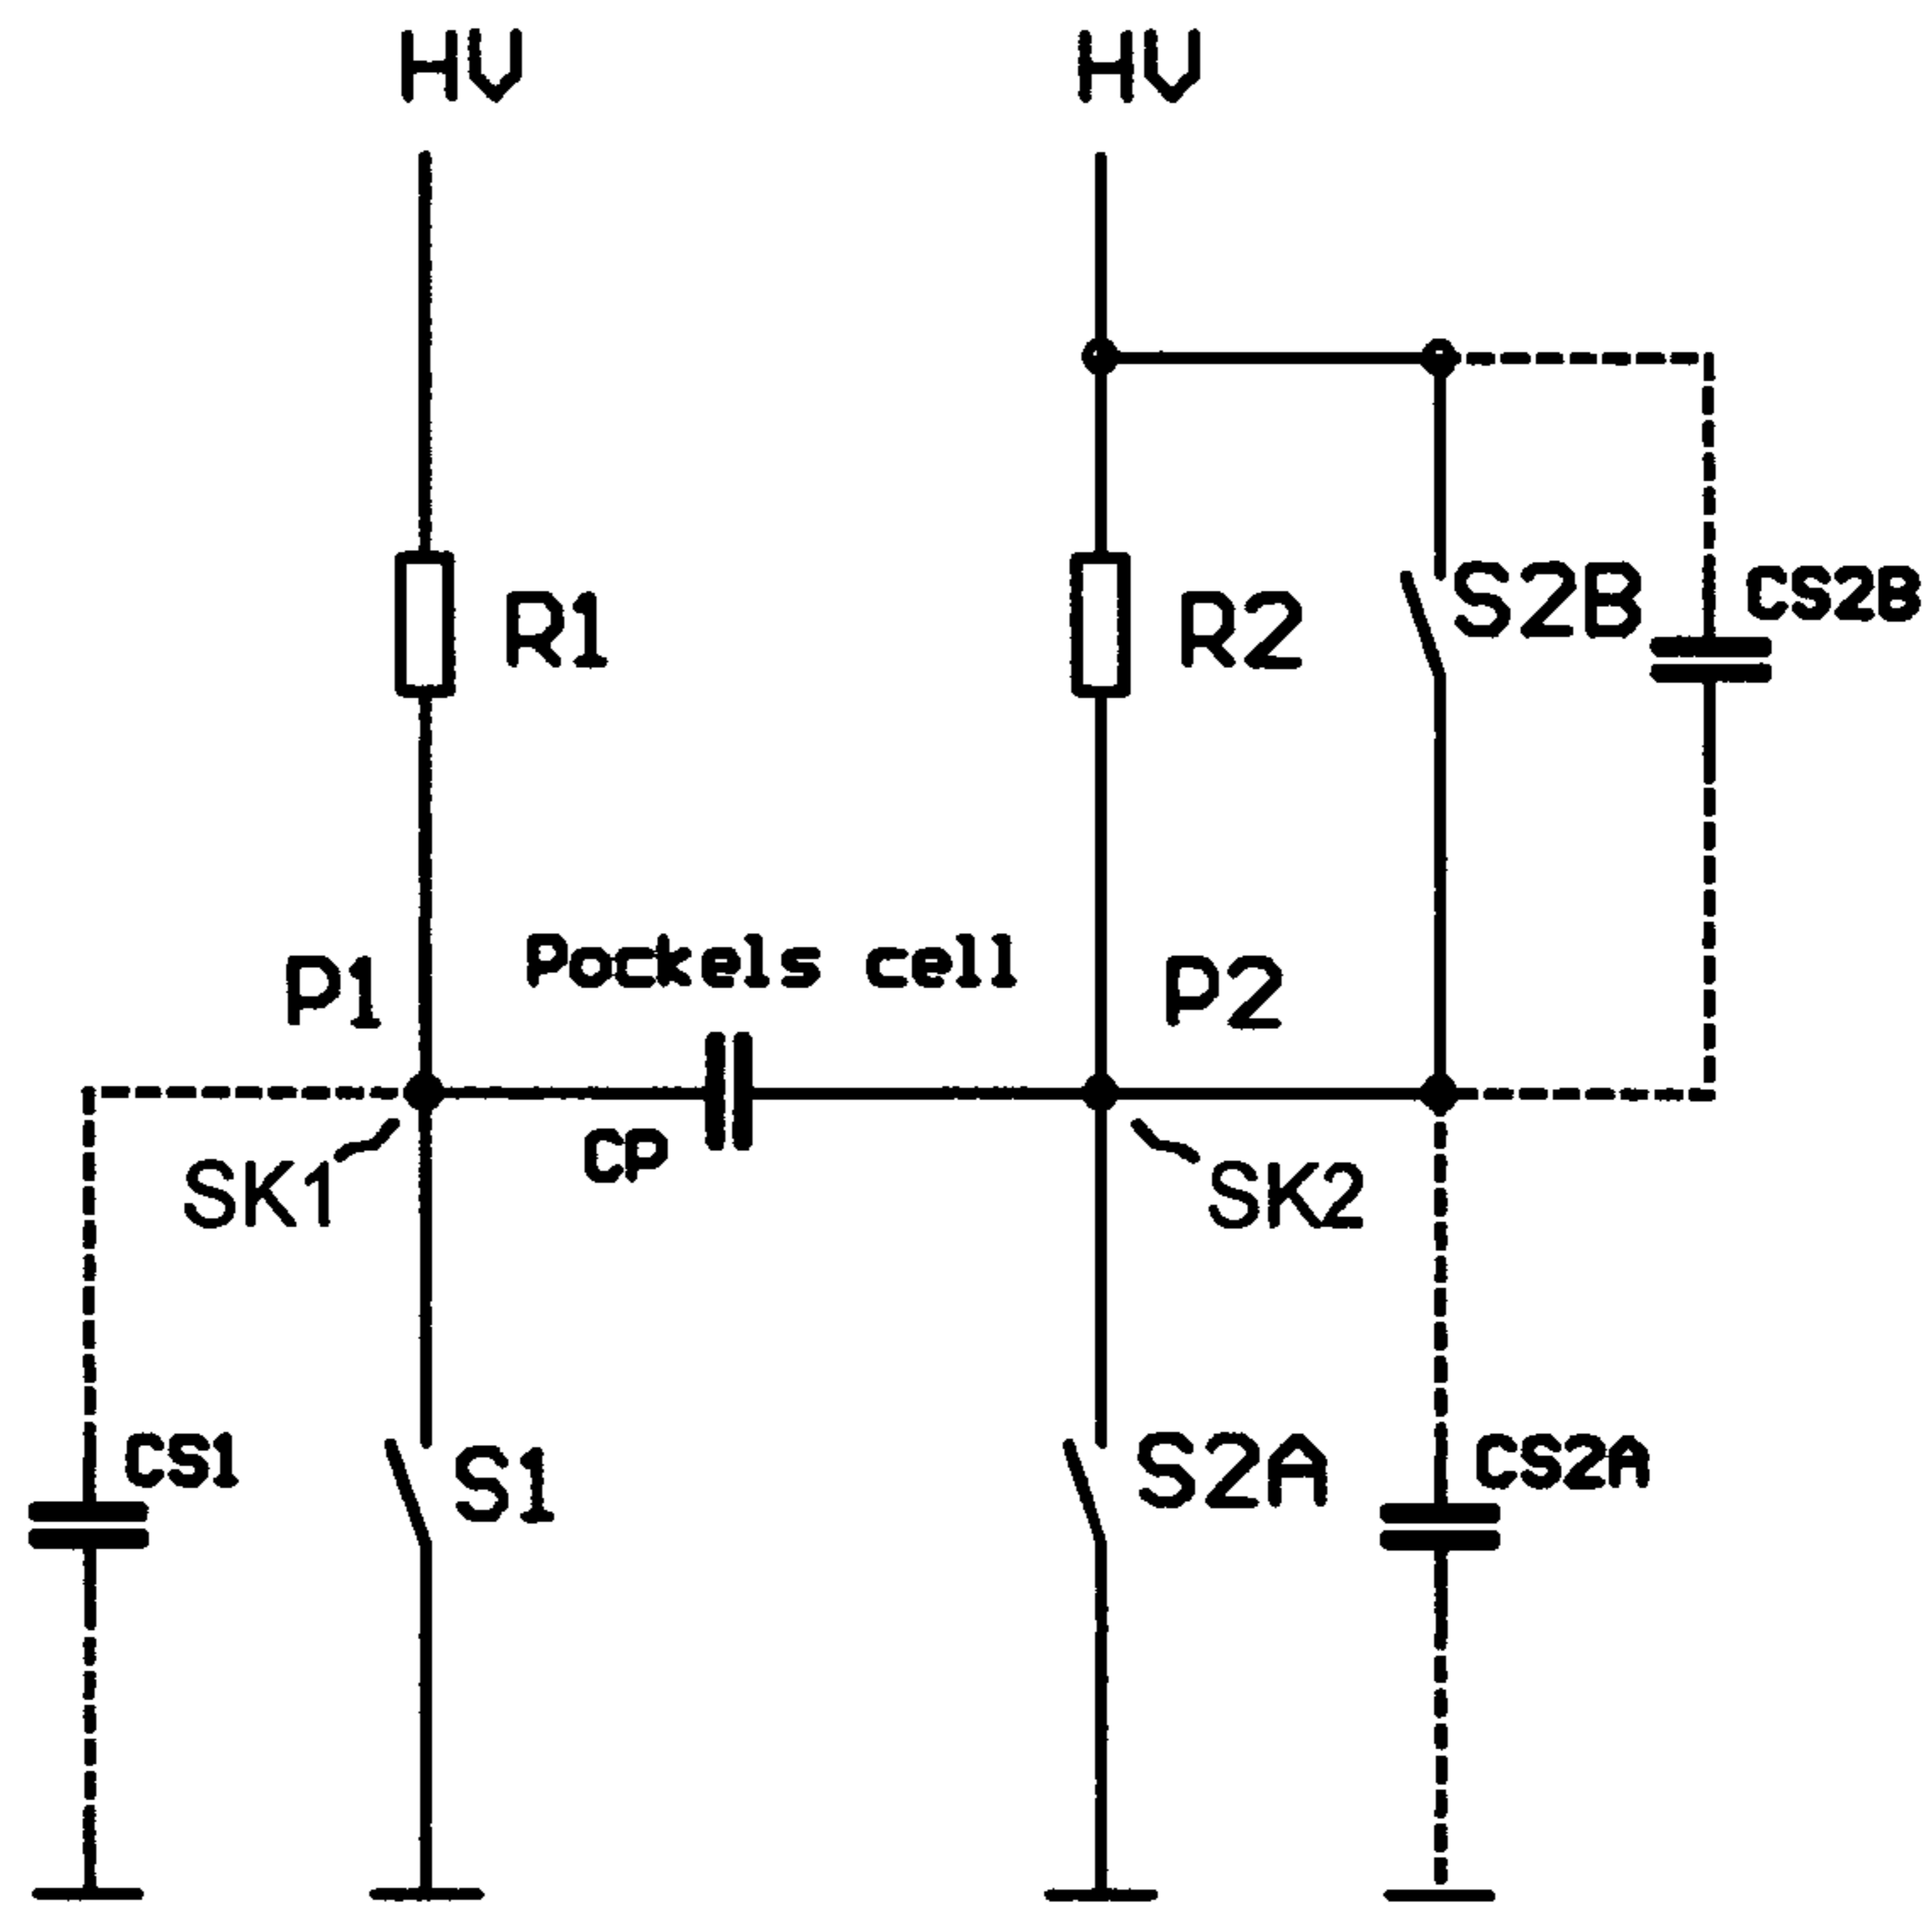 HV HV
R1 R2 S2B CS2B
P1 Pockels cell P2
CP
SK1 SK2
CS1 S1 S2A CS2A